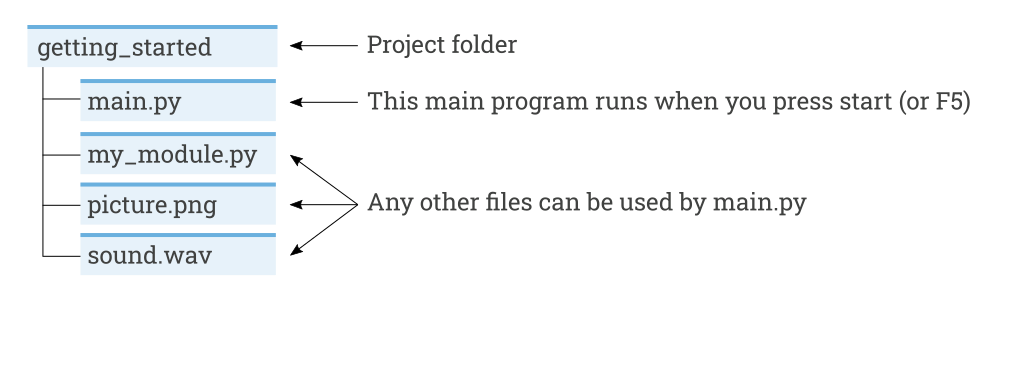 getting_started
Project folder
main.py
This main program runs when you press start (or F5)
my_module.py
picture.png
Any other files can be used by main.py
sound.wav